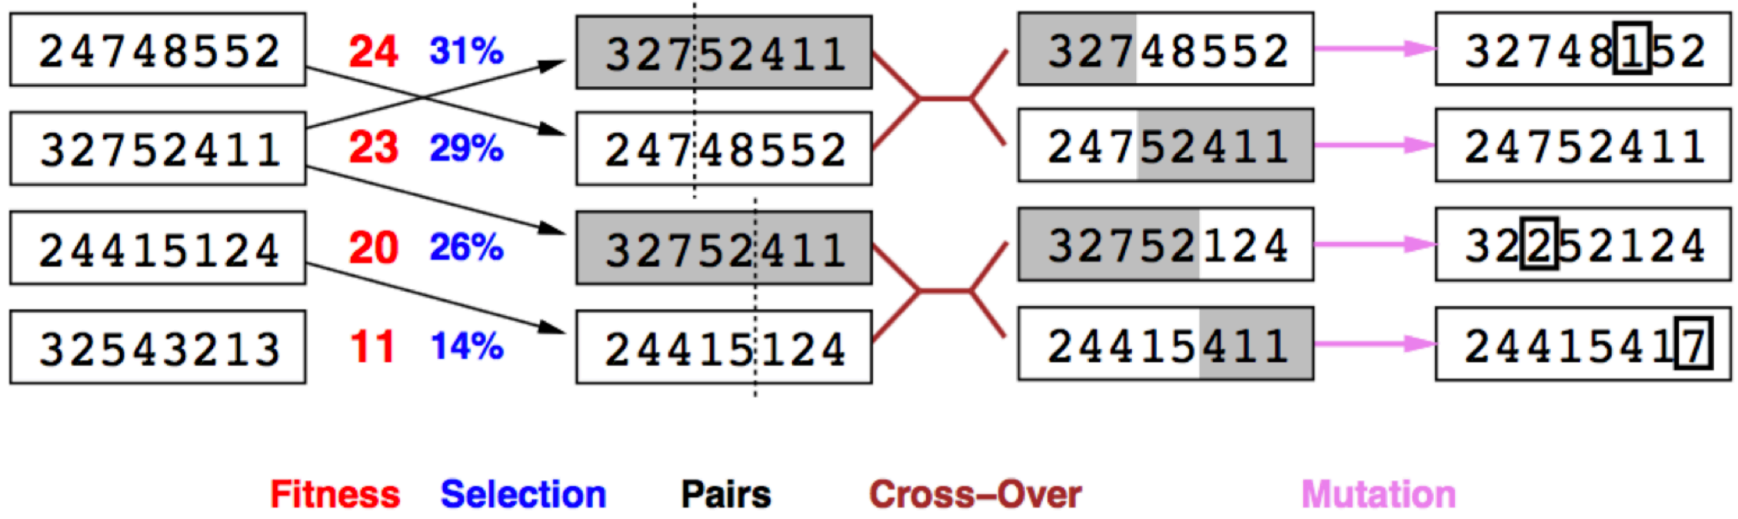 24748552 24 31% 32752411 32748552 32748152
32752411 23 29% 24748552 24752411 24752411
24415124 20 26% 32752411 32752124 32252124
32543213 11 14% 24415124 24415411 24415417
Fitness Selection Pairs Cross–Over Mutation